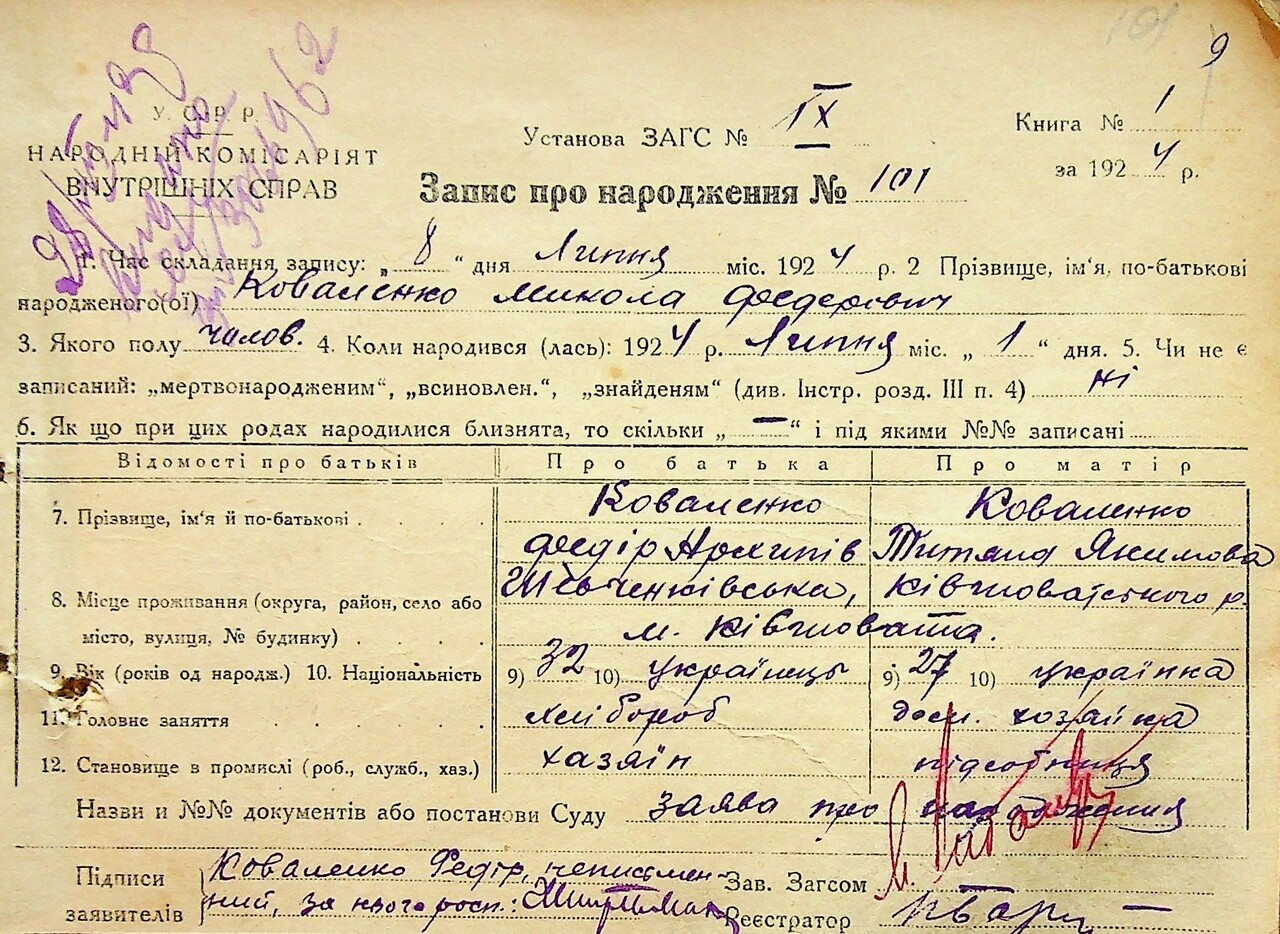 101
9
У. С. Р. Р.
НАРОДНІЙ КОМІСАРІЯТ
ВНУТРІШНІХ СПРАВ
Установа ЗАГС № IX
Книга № 1
за 1924 р.
Запис про народження № 101
1. Час складання запису: „ 8 “ дня Липня міс. 1924 р. 2 Прізвище, ім'я, по-батькові
народженого(ої) Коваленко Микола Федерович
3. Якого полу чолов. 4. Коли народився (лась): 1924 р. Липня міс. „ 1 “ дня. 5. Чи не є
записаний: „мертвонародженим“, „всиновлен.“, „знайденям“ (див. Інстр. розд. III п. 4) ні
6. Як що при цих родах народилися близнята, то скільки „ — “ і під якими №№ записані
Відомості про батьків Про батька Про матір
7. Прізвище, ім'я й по-батькові Коваленко Коваленко
Федір Архипів Титяна Якимова
8. Місце проживання (округа, район, село або Шевченківська, Ківшоватського р.
місто, вулиця, № будинку) м. Ківшовата.
9. Вік (років од народж.) 10. Національність 9) 32 10) українець 9) 27 10) українка
11. Головне заняття хлібороб дом. хозаїка
12. Становище в промислі (роб., служб., хаз.) хазяїн підсобниця
Назви и №№ документів або постанови Суду заява про народження
Підписи Коваленко Федір, неписмен- Зав. Загсом
заявителів ний, за нього росп.: Реєстратор